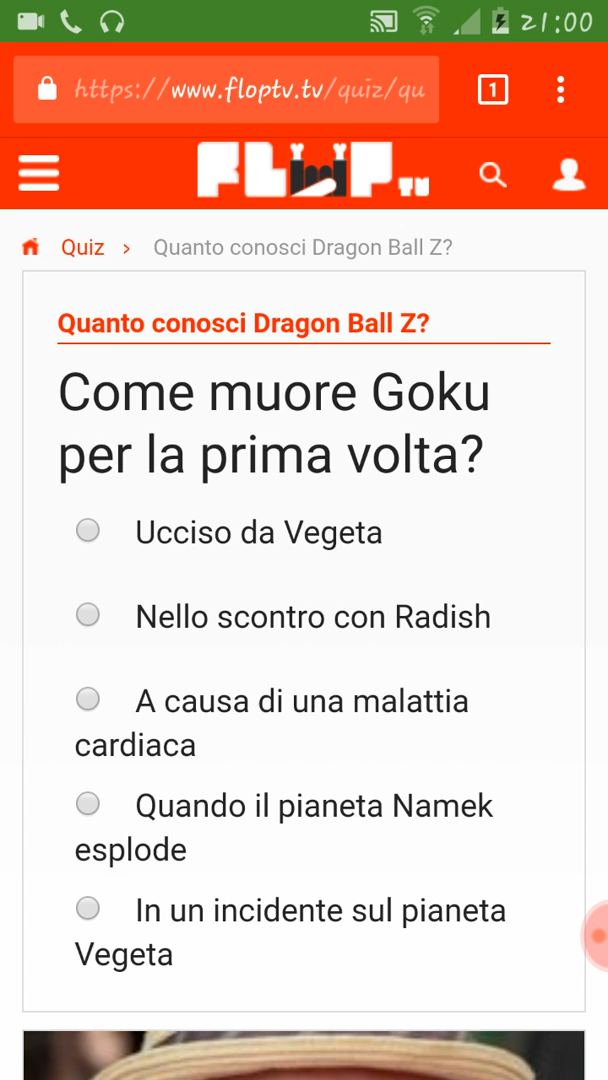 21:00
https://www.floptv.tv/quiz/qu
1
FLOP.TV
Quiz > Quanto conosci Dragon Ball Z?
Quanto conosci Dragon Ball Z?
Come muore Goku
per la prima volta?
Ucciso da Vegeta
Nello scontro con Radish
A causa di una malattia
cardiaca
Quando il pianeta Namek
esplode
In un incidente sul pianeta
Vegeta